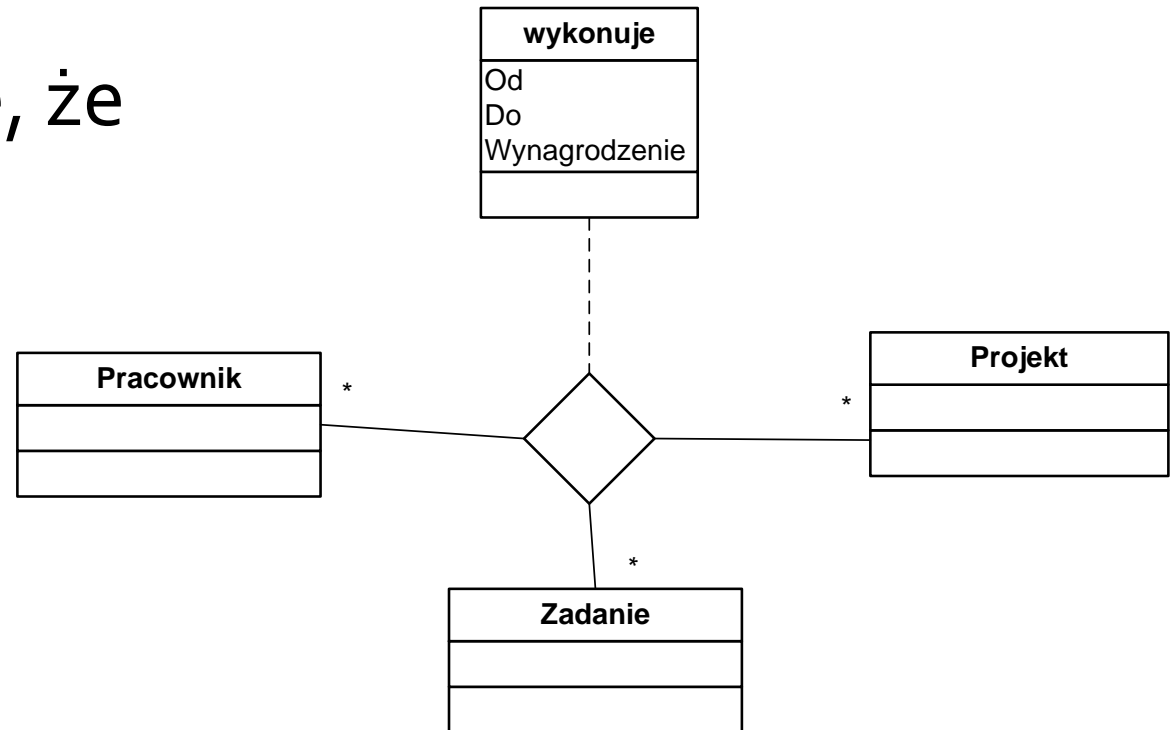 wykonuje
Od
, że
Do
Wynagrodzenie
Projekt
Pracownik
*
*
*
Zadanie